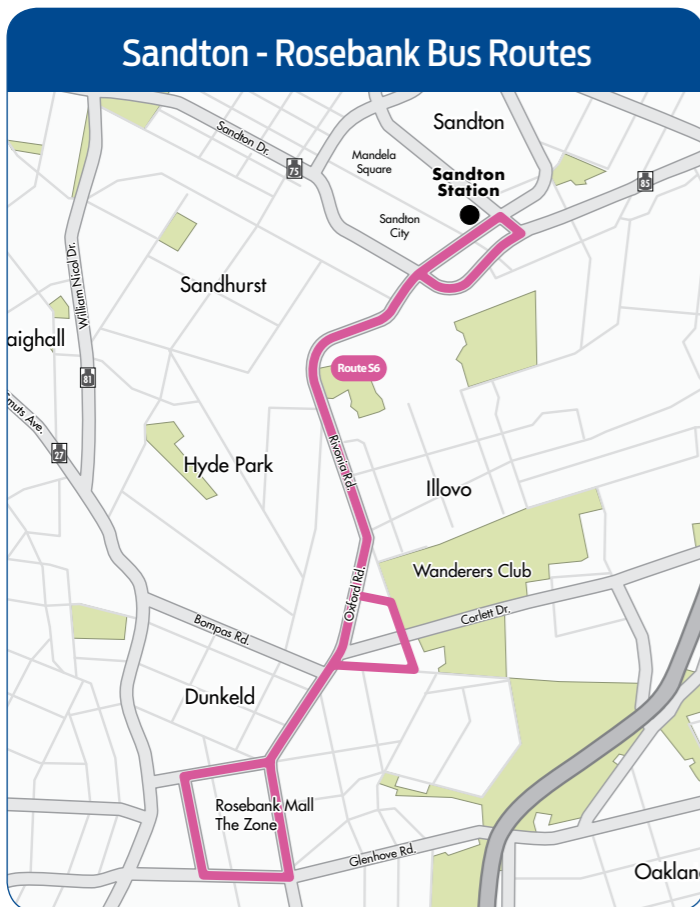 Sandton - Rosebank Bus Routes
Sandton Dr.
Sandton
75
Mandela
Square
Sandton
Station
85
Sandton
City
William Nicol Dr.
Sandhurst
aighall
Route S6
81
muts Ave.
27
Hyde Park
Rivonia Rd.
Illovo
Wanderers Club
Oxford Rd.
Corlett Dr.
Bompas Rd.
Dunkeld
Rosebank Mall
The Zone
Glenhove Rd.
Oaklan